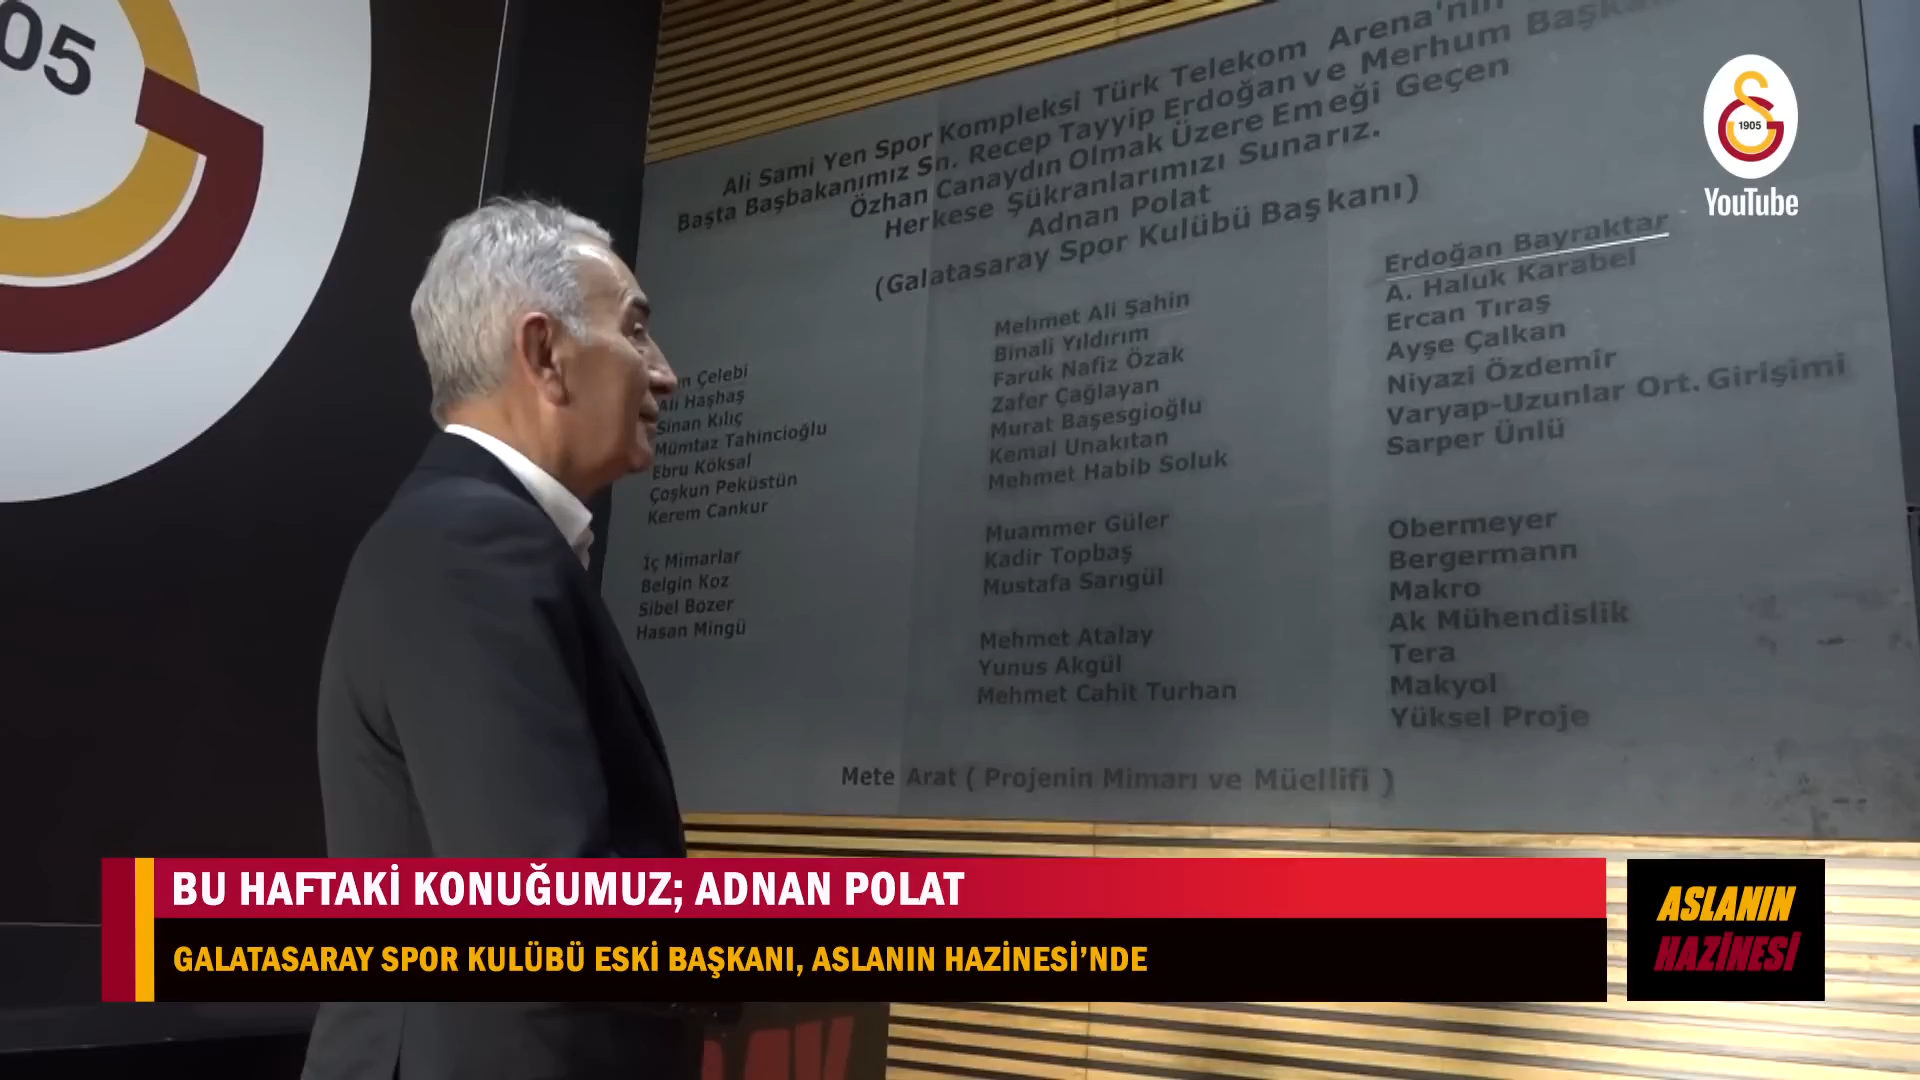 1905
Ali Sami Yen Spor Kompleksi Türk Telekom Arena'nın
Başta Başbakanımız Sn. Recep Tayyip Erdoğan ve Merhum
Özhan Canaydın Olmak Üzere Emeği Geçen
Herkese Şükranlarımızı Sunarız.
Adnan Polat
(Galatasaray Spor Kulübü Başkanı)
Çelebi
Ali Haşhaş
Sinan Kılıç
Mümtaz Tahincioğlu
Ebru Köksal
Çoşkun Peküstün
Kerem Cankur
İç Mimarlar
Belgin Koz
Sibel Bozer
Hasan Mingü
Mehmet Ali Şahin
Binali Yıldırım
Faruk Nafiz Özak
Zafer Çağlayan
Murat Başesgioğlu
Kemal Unakıtan
Mehmet Habib Soluk
Muammer Güler
Kadir Topbaş
Mustafa Sarıgül
Mehmet Atalay
Yunus Akgül
Mehmet Cahit Turhan
Erdoğan Bayraktar
A. Haluk Karabel
Ercan Tıraş
Ayşe Çalkan
Niyazi Özdemir
Varyap-Uzunlar Ort. Girişimi
Sarper Ünlü
Obermeyer
Bergermann
Makro
Ak Mühendislik
Tera
Makyol
Yüksel Proje
Mete Arat ( Projenin Mimarı ve Müellifi )
1905
YouTube
BU HAFTAKİ KONUĞUMUZ; ADNAN POLAT
GALATASARAY SPOR KULÜBÜ ESKİ BAŞKANI, ASLANIN HAZİNESİ'NDE
ASLANIN
HAZİNESİ